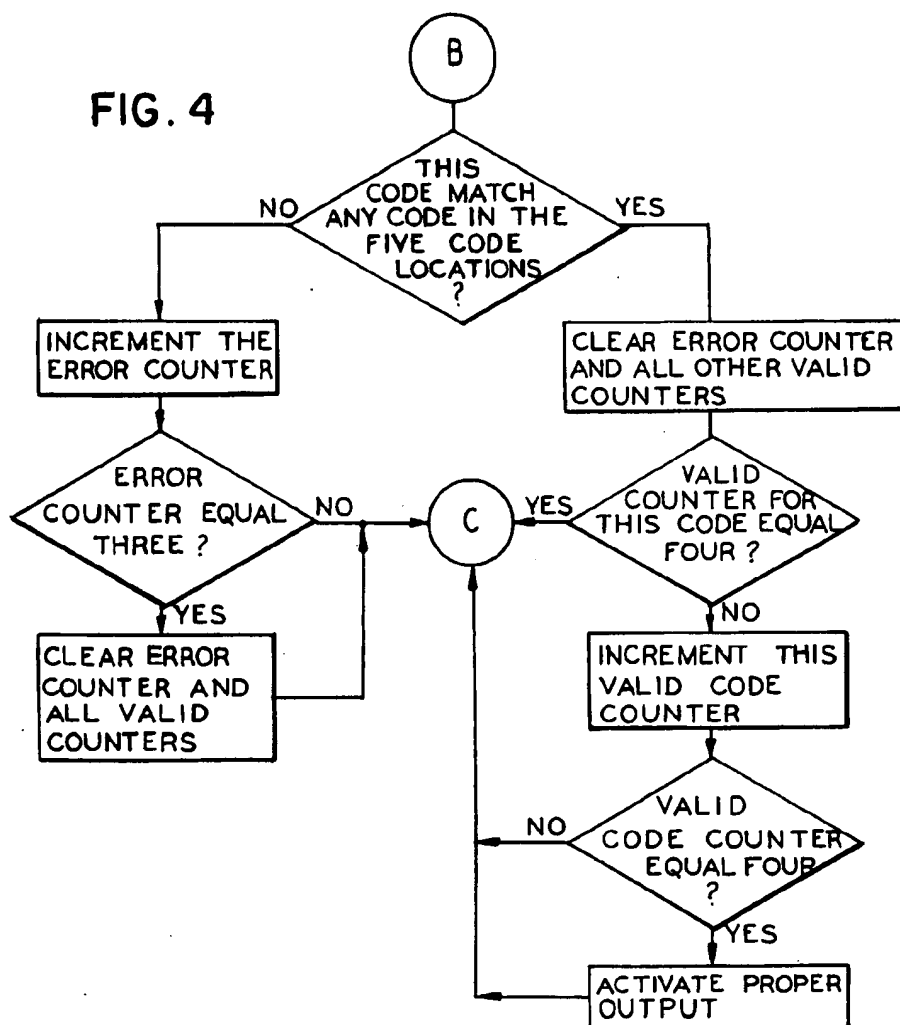 B
FIG. 4
THIS
CODE MATCH
ANY CODE IN THE
FIVE CODE
LOCATIONS
?
NO
YES
INCREMENT THE
ERROR COUNTER
CLEAR ERROR COUNTER
AND ALL OTHER VALID
COUNTERS
ERROR
COUNTER EQUAL
THREE ?
NO
YES
C
VALID
COUNTER FOR
THIS CODE EQUAL
FOUR ?
YES
NO
CLEAR ERROR
COUNTER AND
ALL VALID
COUNTERS
INCREMENT THIS
VALID CODE
COUNTER
VALID
CODE COUNTER
EQUAL FOUR
?
NO
YES
ACTIVATE PROPER
OUTPUT